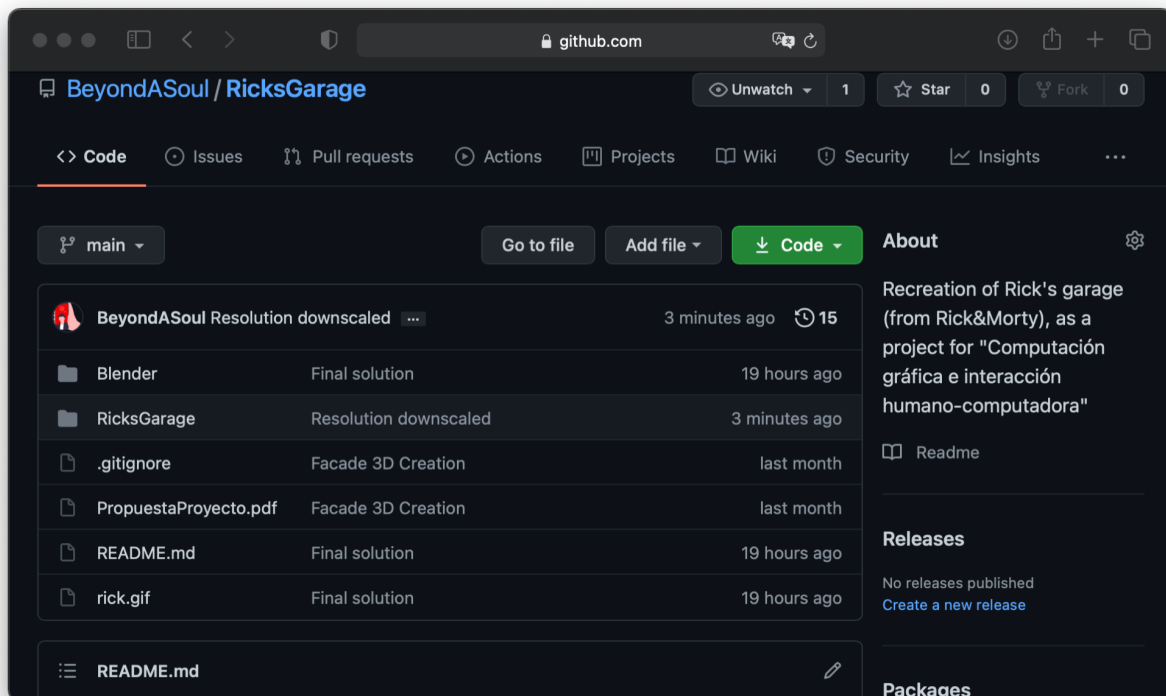 github.com
BeyondASoul / RicksGarage
Unwatch 1 Star 0 Fork 0
<> Code Issues Pull requests Actions Projects Wiki Security Insights ...
main Go to file Add file Code
BeyondASoul Resolution downscaled ... 3 minutes ago 15
Blender Final solution 19 hours ago
RicksGarage Resolution downscaled 3 minutes ago
.gitignore Facade 3D Creation last month
PropuestaProyecto.pdf Facade 3D Creation last month
README.md Final solution 19 hours ago
rick.gif Final solution 19 hours ago
README.md
About
Recreation of Rick's garage
(from Rick&Morty), as a
project for "Computación
gráfica e interacción
humano-computadora"
Readme
Releases
No releases published
Create a new release
Packages